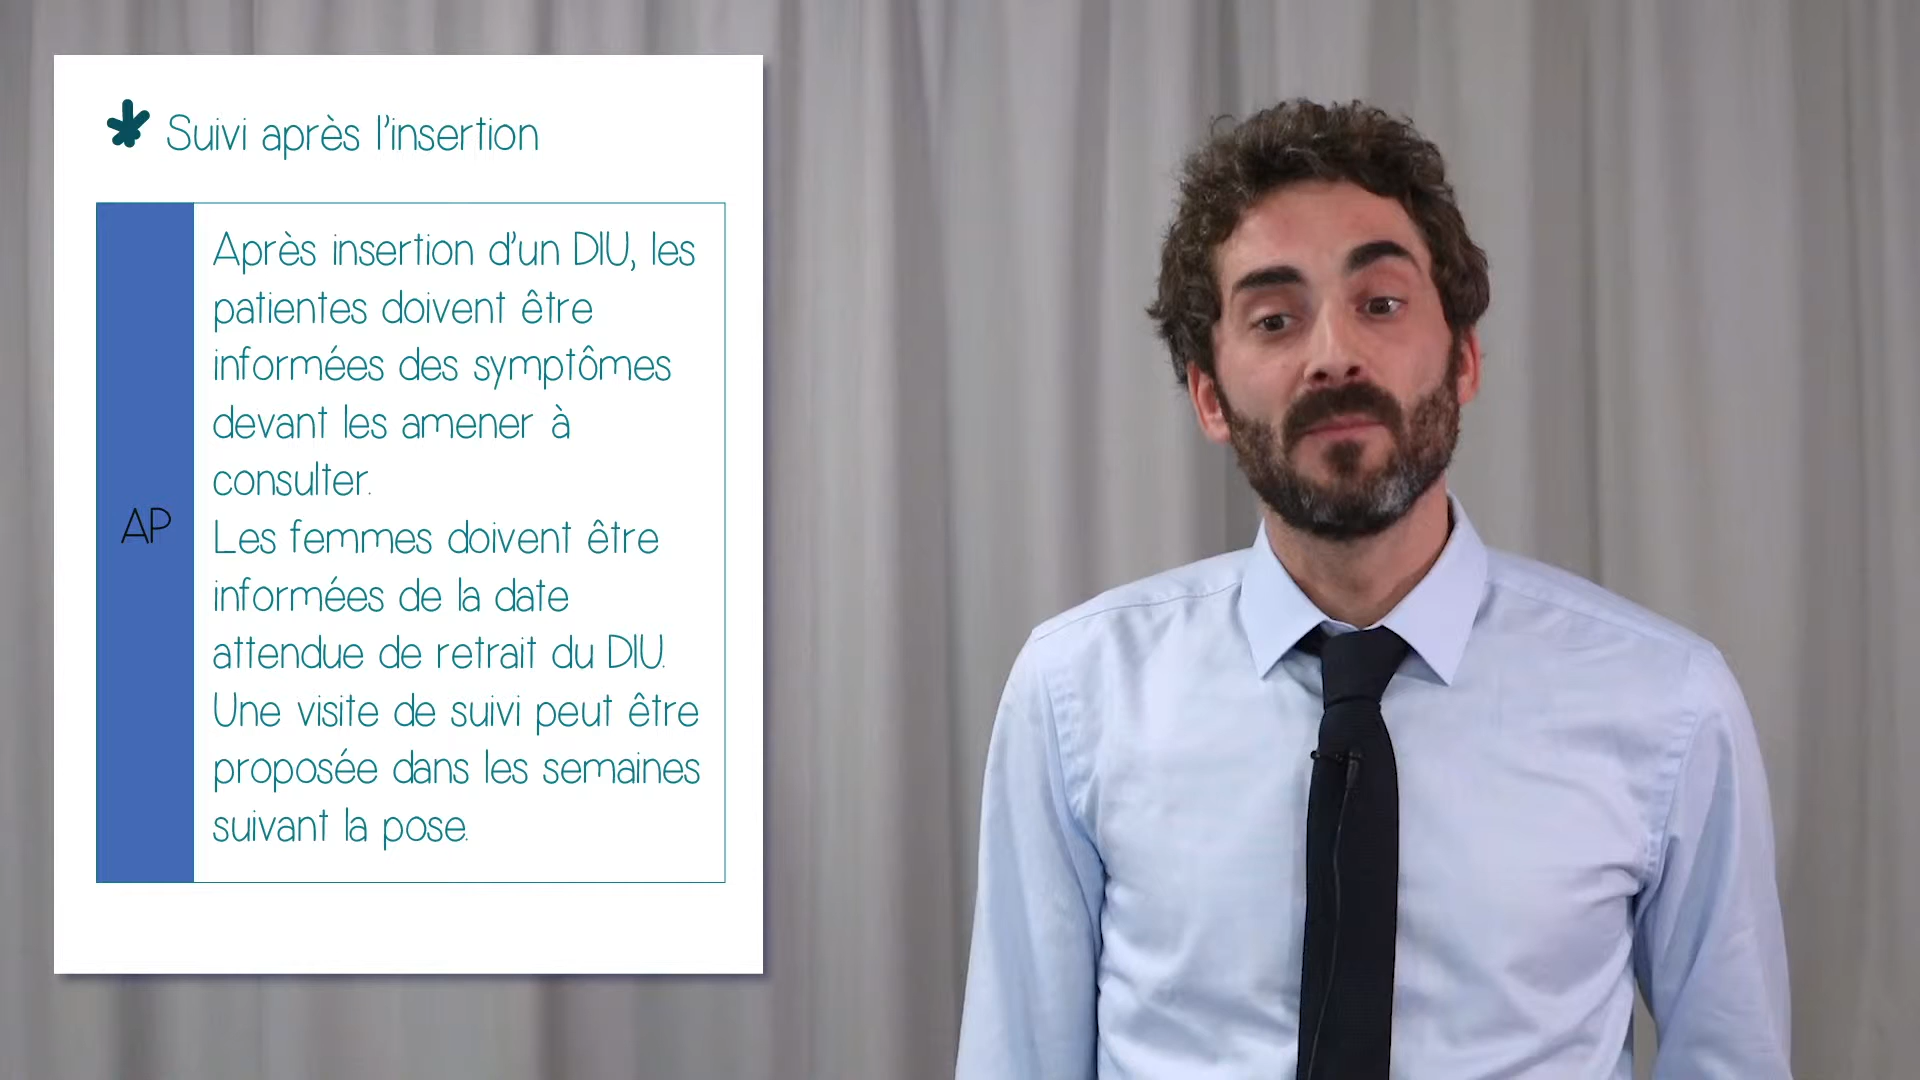 Suivi après l'insertion
Après insertion d'un DIU, les
patientes doivent être
informées des symptômes
devant les amener à
consulter.
AP
Les femmes doivent être
informées de la date
attendue de retrait du DIU.
Une visite de suivi peut être
proposée dans les semaines
suivant la pose.